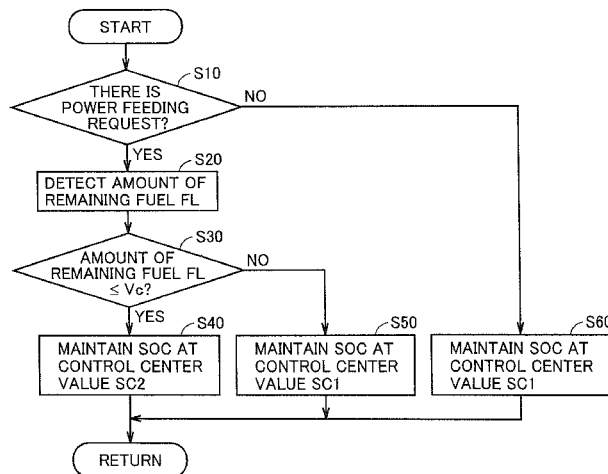 START
S10
THERE IS
POWER FEEDING
REQUEST?
NO
YES
S20
DETECT AMOUNT OF
REMAINING FUEL FL
S30
AMOUNT OF
REMAINING FUEL FL
≤ Vc?
NO
YES
S40
MAINTAIN SOC AT
CONTROL CENTER
VALUE SC2
S50
MAINTAIN SOC AT
CONTROL CENTER
VALUE SC1
S60
MAINTAIN SOC AT
CONTROL CENTER
VALUE SC1
RETURN